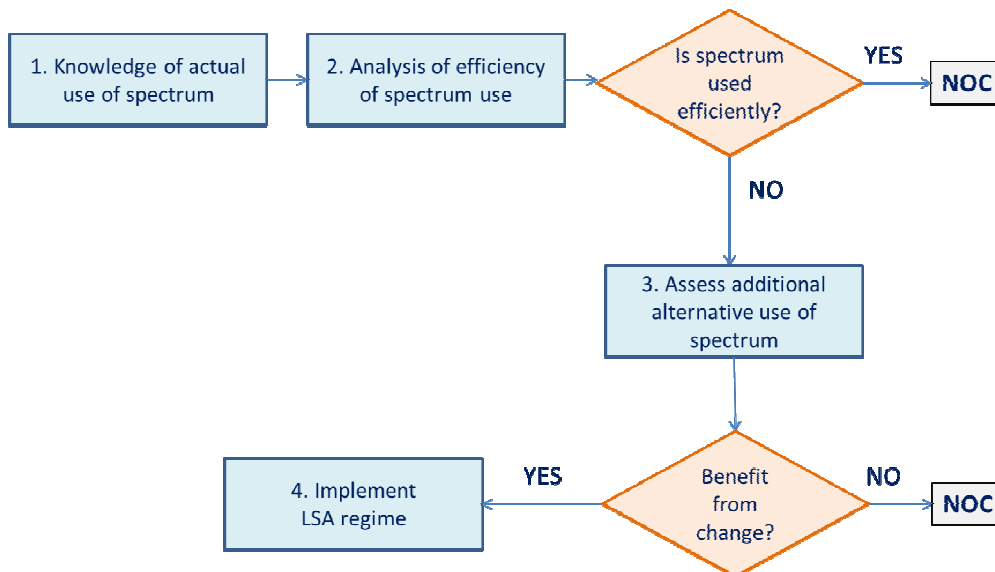 1. Knowledge of actual
use of spectrum
2. Analysis of efficiency
of spectrum use
Is spectrum
used
efficiently?
YES
NOC
NO
3. Assess additional
alternative use of
spectrum
4. Implement
LSA regime
YES
Benefit
from
change?
NO
NOC